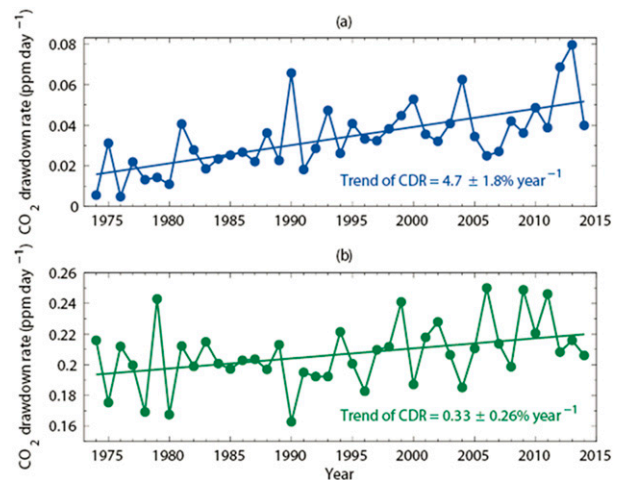 (a)
CO2 drawdown rate (ppm day −1)
0.08
0.06
0.04
0.02
0
Trend of CDR = 4.7 ± 1.8% year−1
1975 1980 1985 1990 1995 2000 2005 2010 2015
(b)
CO2 drawdown rate (ppm day −1)
0.26
0.24
0.22
0.2
0.18
0.16
Trend of CDR = 0.33 ± 0.26% year−1
1975 1980 1985 1990 1995 2000 2005 2010 2015
Year